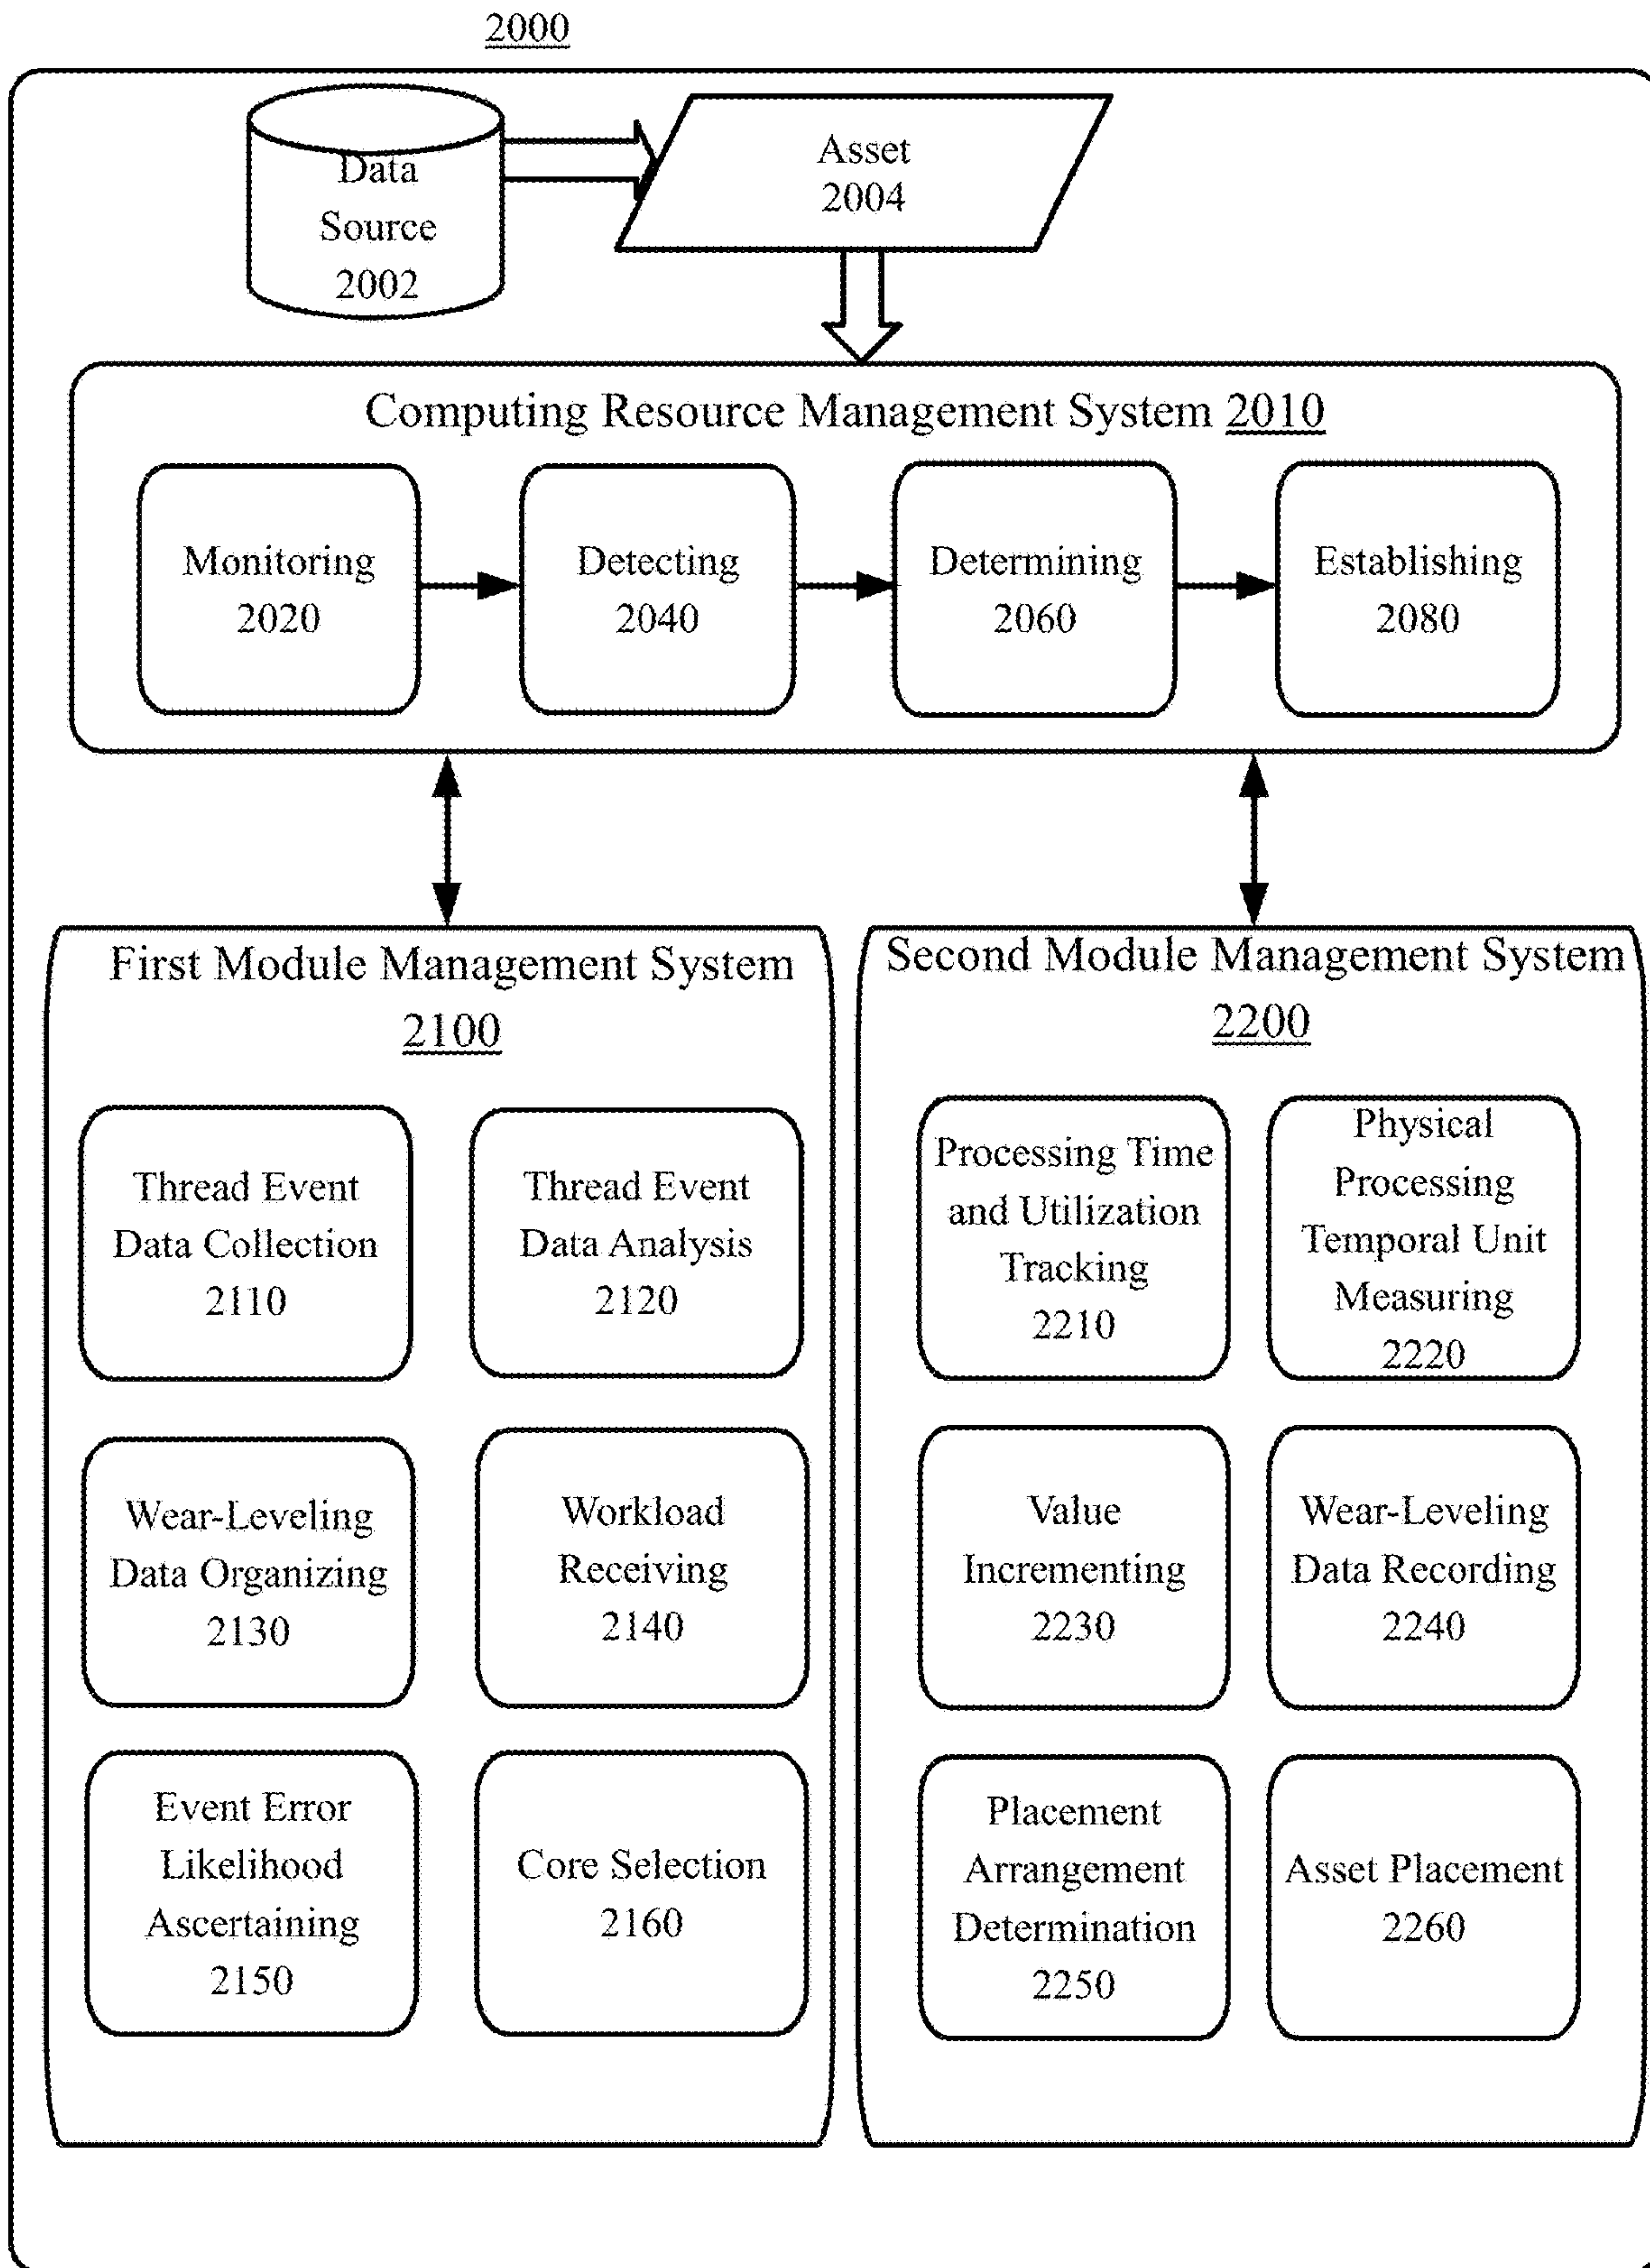 2000
Data
Source
2002
Asset
2004
Computing Resource Management System 2010
Monitoring
2020
Detecting
2040
Determining
2060
Establishing
2080
First Module Management System
2100
Thread Event
Data Collection
2110
Thread Event
Data Analysis
2120
Wear-Leveling
Data Organizing
2130
Workload
Receiving
2140
Event Error
Likelihood
Ascertaining
2150
Core Selection
2160
Second Module Management System
2200
Processing Time
and Utilization
Tracking
2210
Physical
Processing
Temporal Unit
Measuring
2220
Value
Incrementing
2230
Wear-Leveling
Data Recording
2240
Placement
Arrangement
Determination
2250
Asset Placement
2260